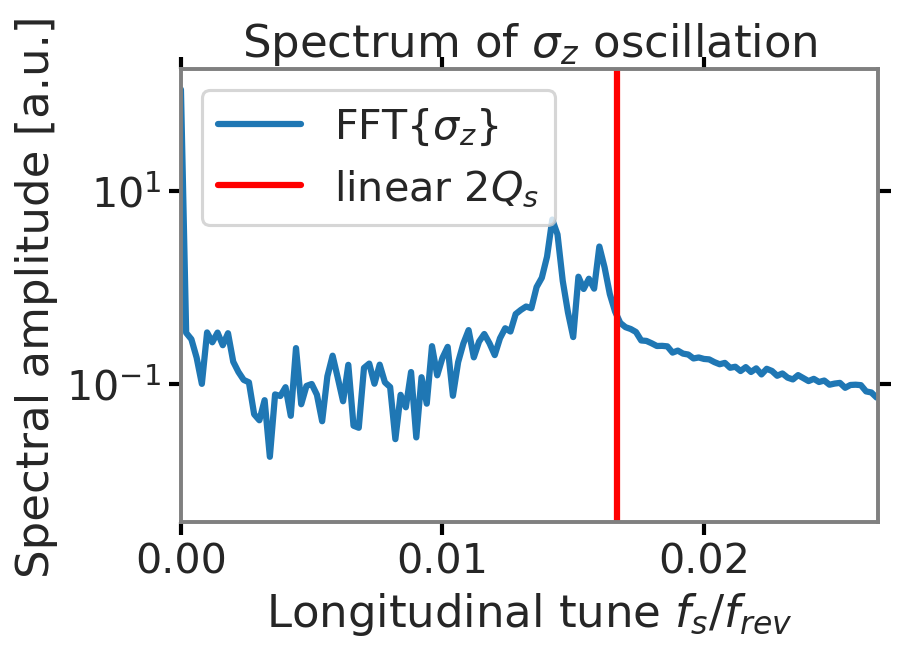 Spectrum of σ_z oscillation
Spectral amplitude [a.u.]
FFT{σ_z}
linear 2Q_s
10^1
10^−1
0.00 0.01 0.02
Longitudinal tune f_s/f_rev